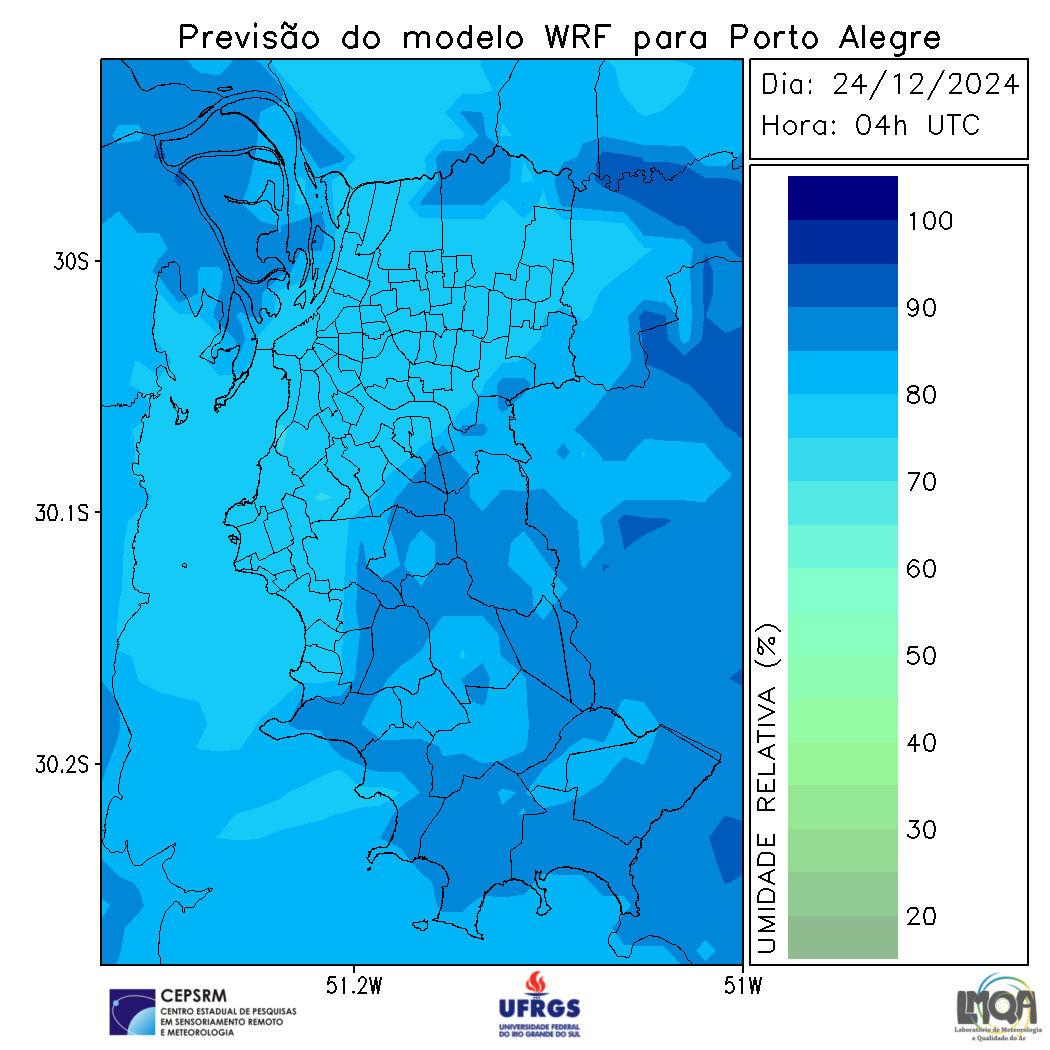 Previsão do modelo WRF para Porto Alegre
Dia: 24/12/2024
Hora: 04h UTC
30S
30.1S
30.2S
51.2W
51W
100
90
80
70
60
50
40
30
20
UMIDADE RELATIVA (%)
CEPSRM
CENTRO ESTADUAL DE PESQUISAS
EM SENSORIAMENTO REMOTO
E METEOROLOGIA
UFRGS
UNIVERSIDADE FEDERAL
DO RIO GRANDE DO SUL
LMQA
Laboratório de Meteorologia
e Qualidade do Ar